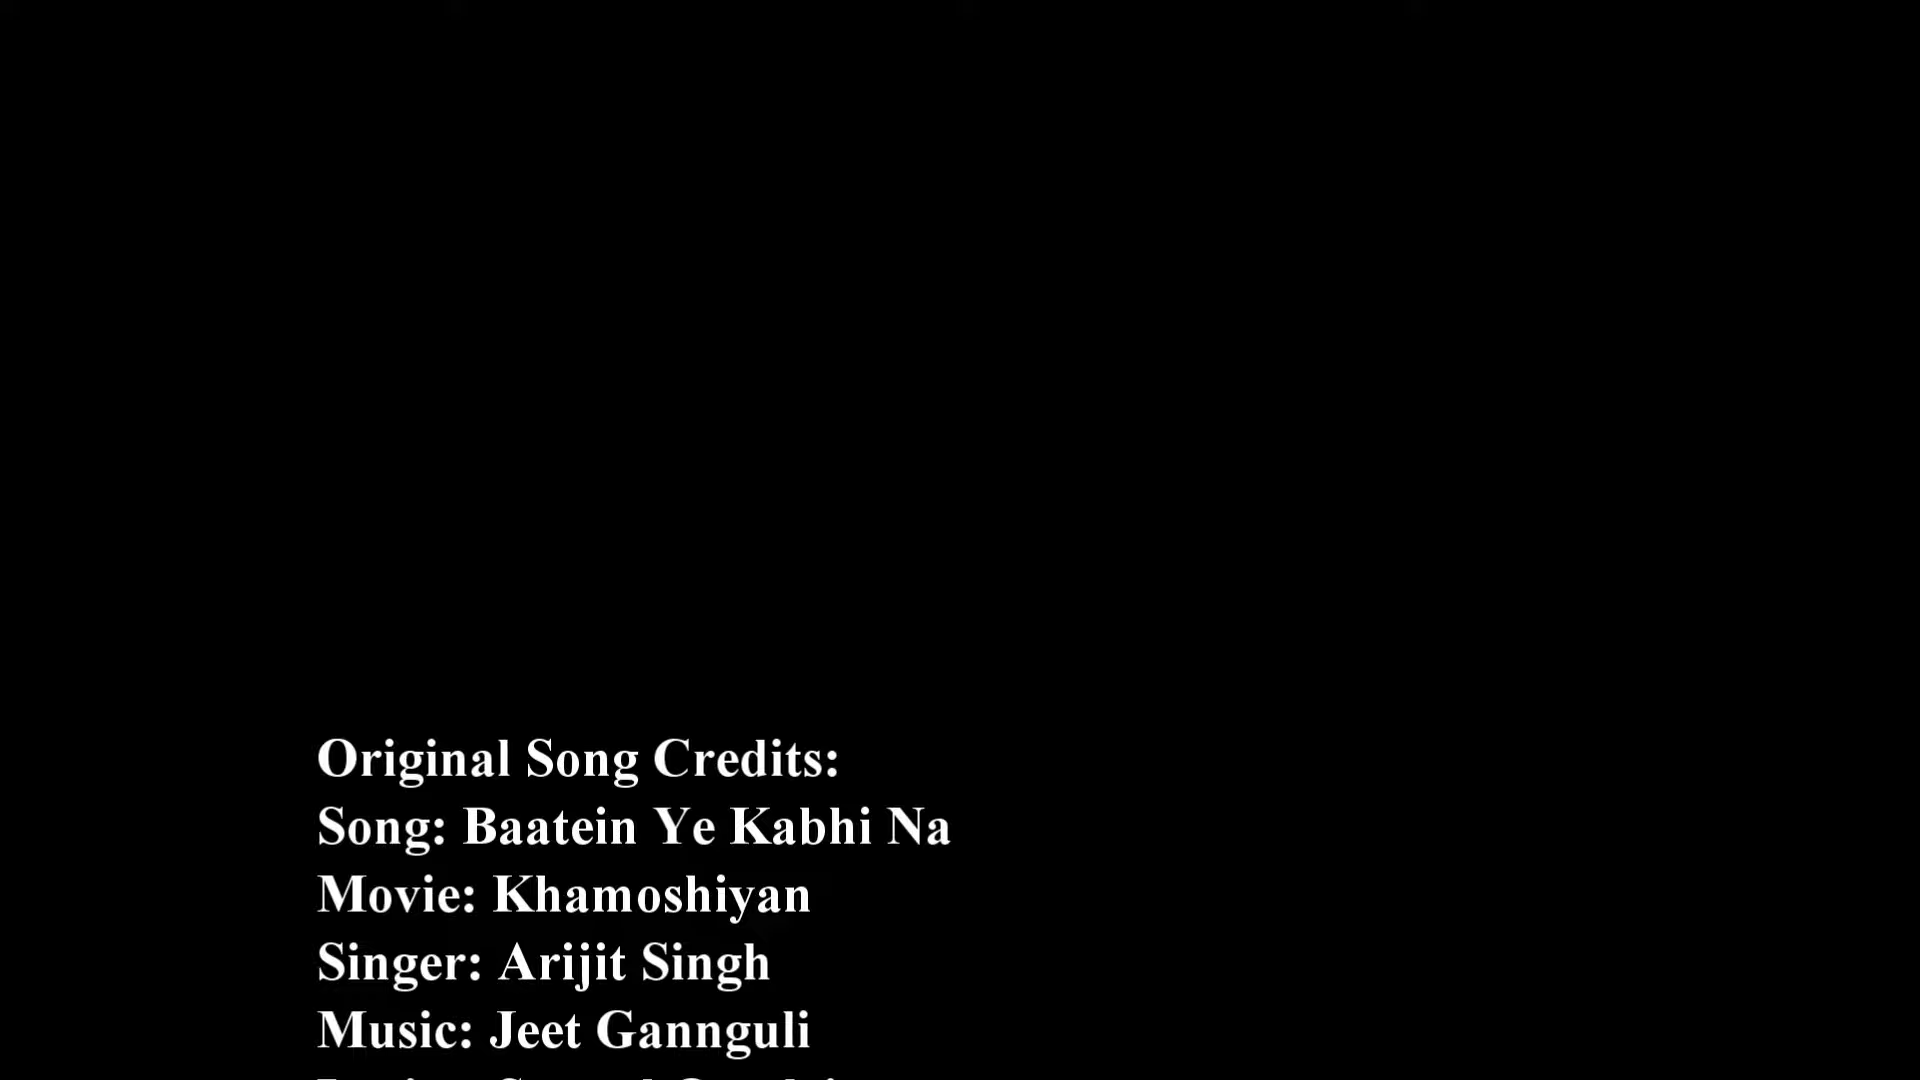 Original Song Credits:
Song: Baatein Ye Kabhi Na
Movie: Khamoshiyan
Singer: Arijit Singh
Music: Jeet Gannguli